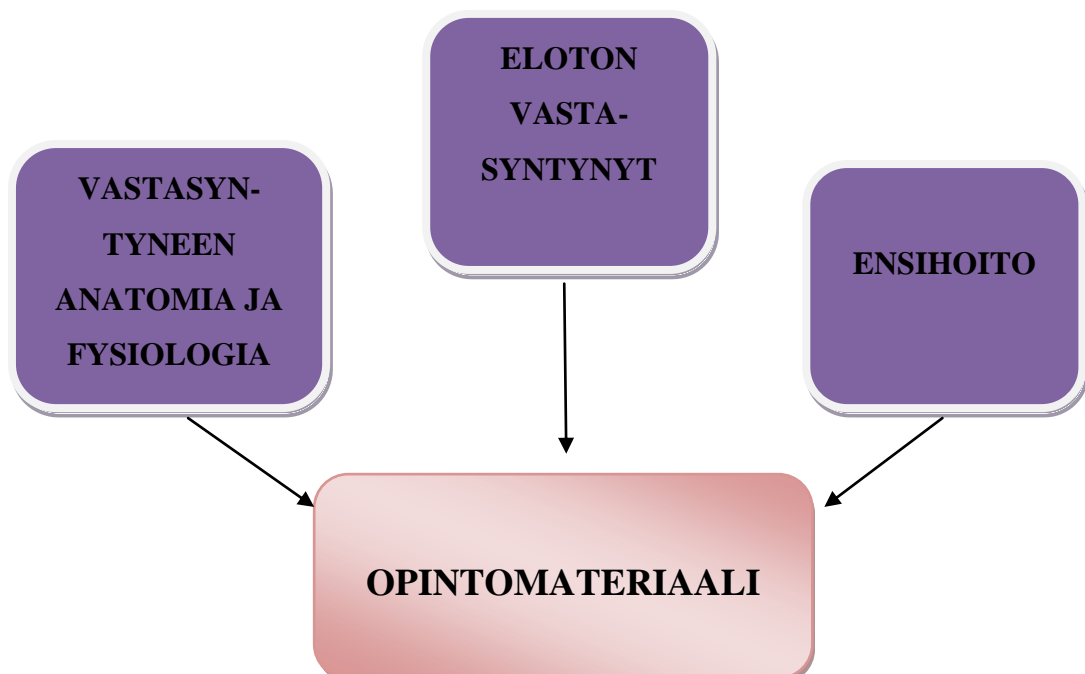 VASTASYN-
TYNEEN
ANATOMIA JA
FYSIOLOGIA
ELOTON
VASTA-
SYNTYNYT
ENSIHOITO
OPINTOMATERIAALI